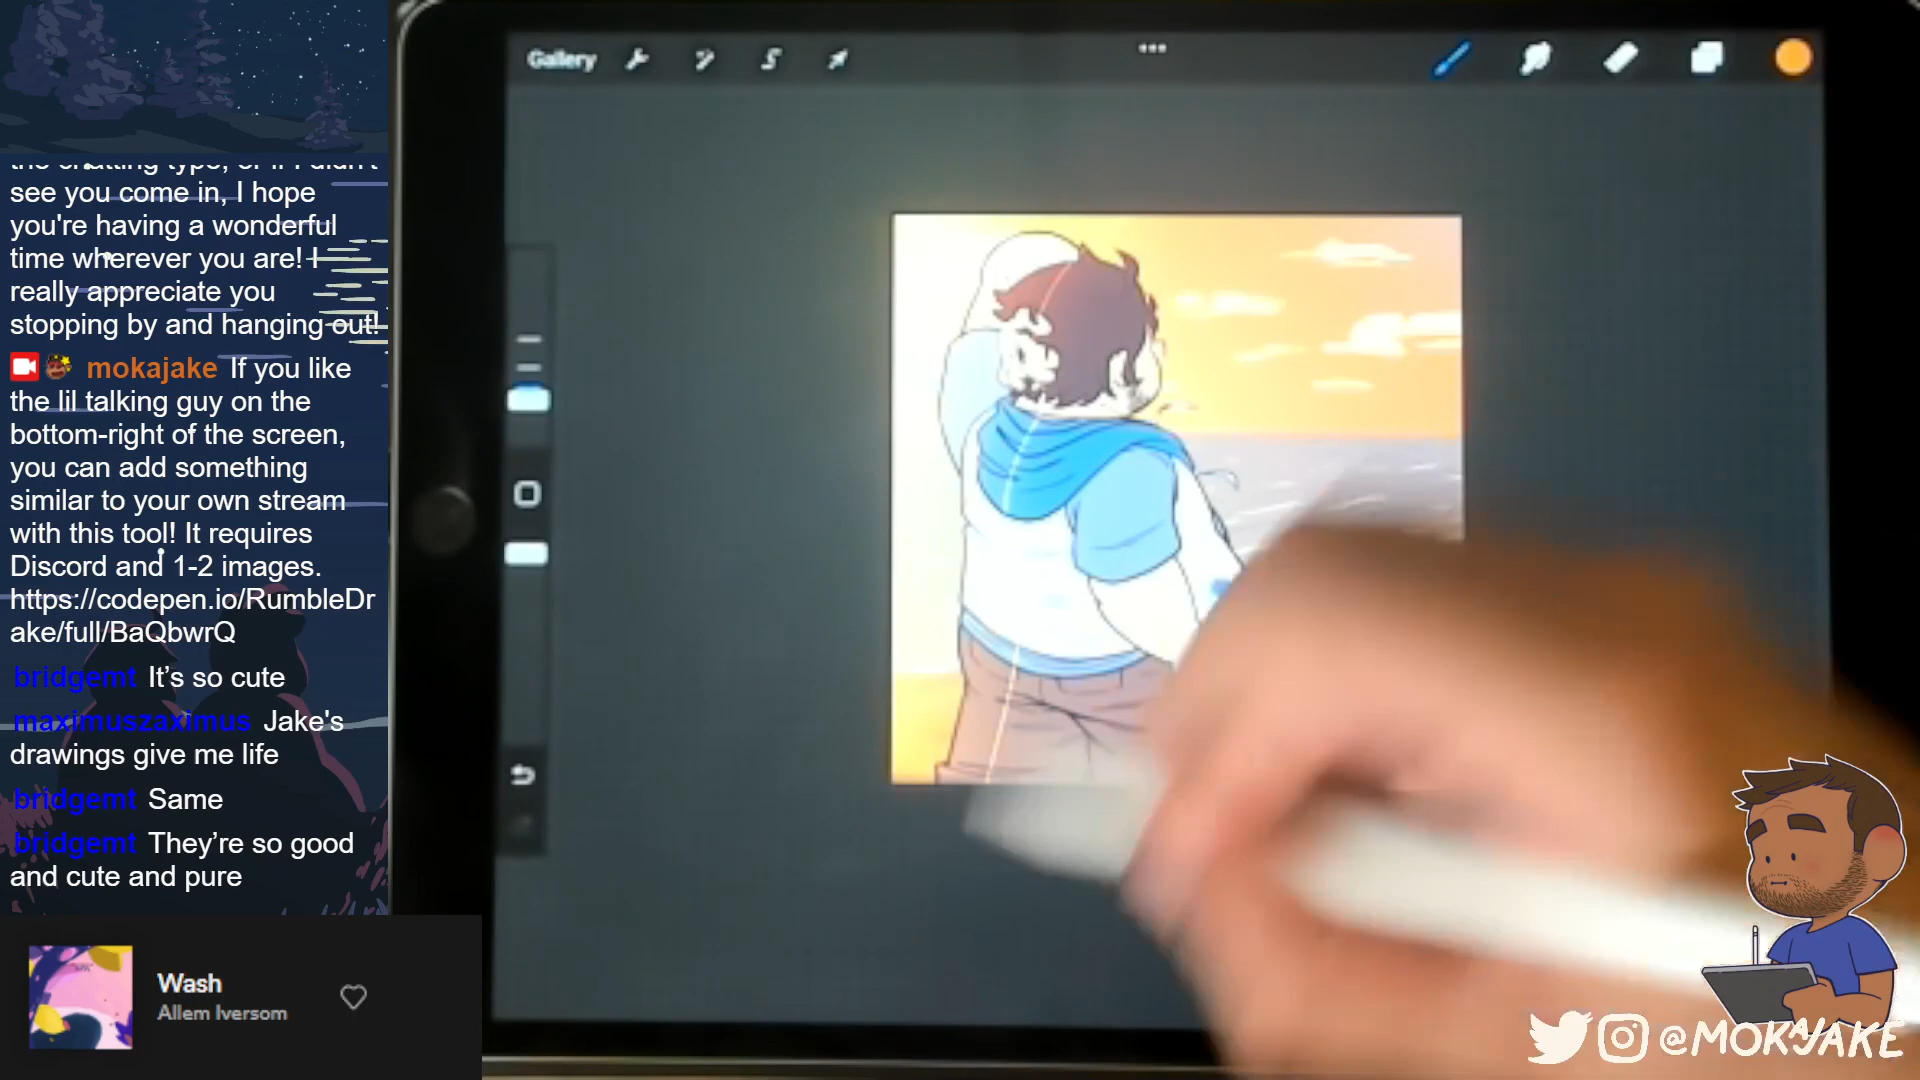 Gallery
see you come in, I hope
you're having a wonderful
time wherever you are! I
really appreciate you
stopping by and hanging out!
mokajake If you like
the lil talking guy on the
bottom-right of the screen,
you can add something
similar to your own stream
with this tool! It requires
Discord and 1-2 images.
https://codepen.io/RumbleDr
ake/full/BaQbwrQ
bridgemt It’s so cute
maximuszaximus Jake's
drawings give me life
bridgemt Same
bridgemt They’re so good
and cute and pure
Wash
Allem Iversom
@MOKAJAKE